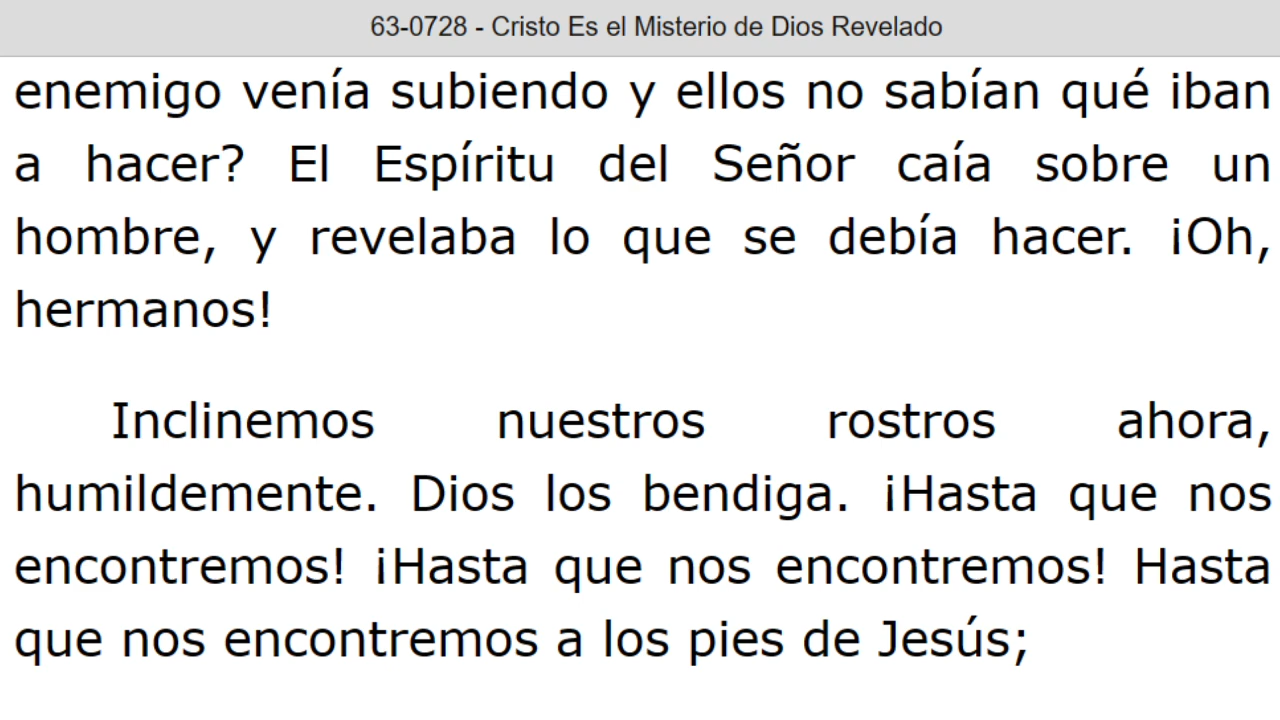 63-0728 - Cristo Es el Misterio de Dios Revelado
enemigo venía subiendo y ellos no sabían qué iban
a hacer? El Espíritu del Señor caía sobre un
hombre, y revelaba lo que se debía hacer. ¡Oh,
hermanos!
Inclinemos nuestros rostros ahora,
humildemente. Dios los bendiga. ¡Hasta que nos
encontremos! ¡Hasta que nos encontremos! Hasta
que nos encontremos a los pies de Jesús;